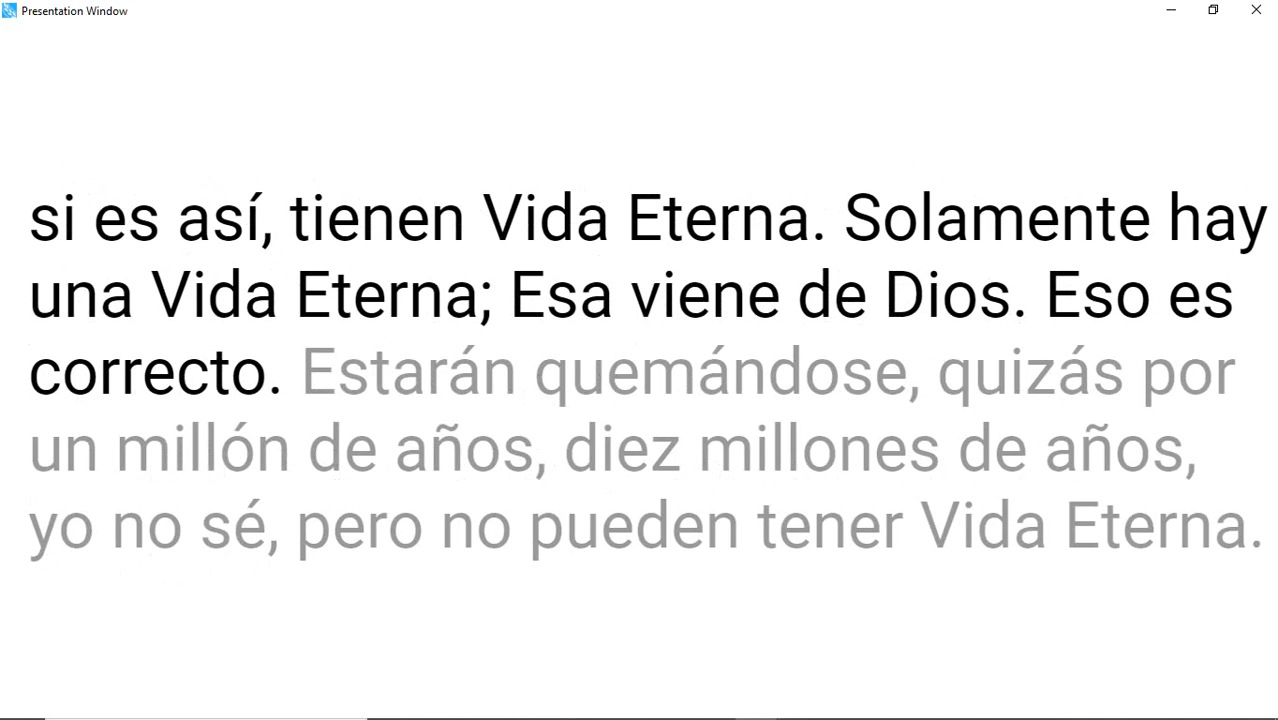 Presentation Window
si es así, tienen Vida Eterna. Solamente hay
una Vida Eterna; Esa viene de Dios. Eso es
correcto. Estarán quemándose, quizás por
un millón de años, diez millones de años,
yo no sé, pero no pueden tener Vida Eterna.